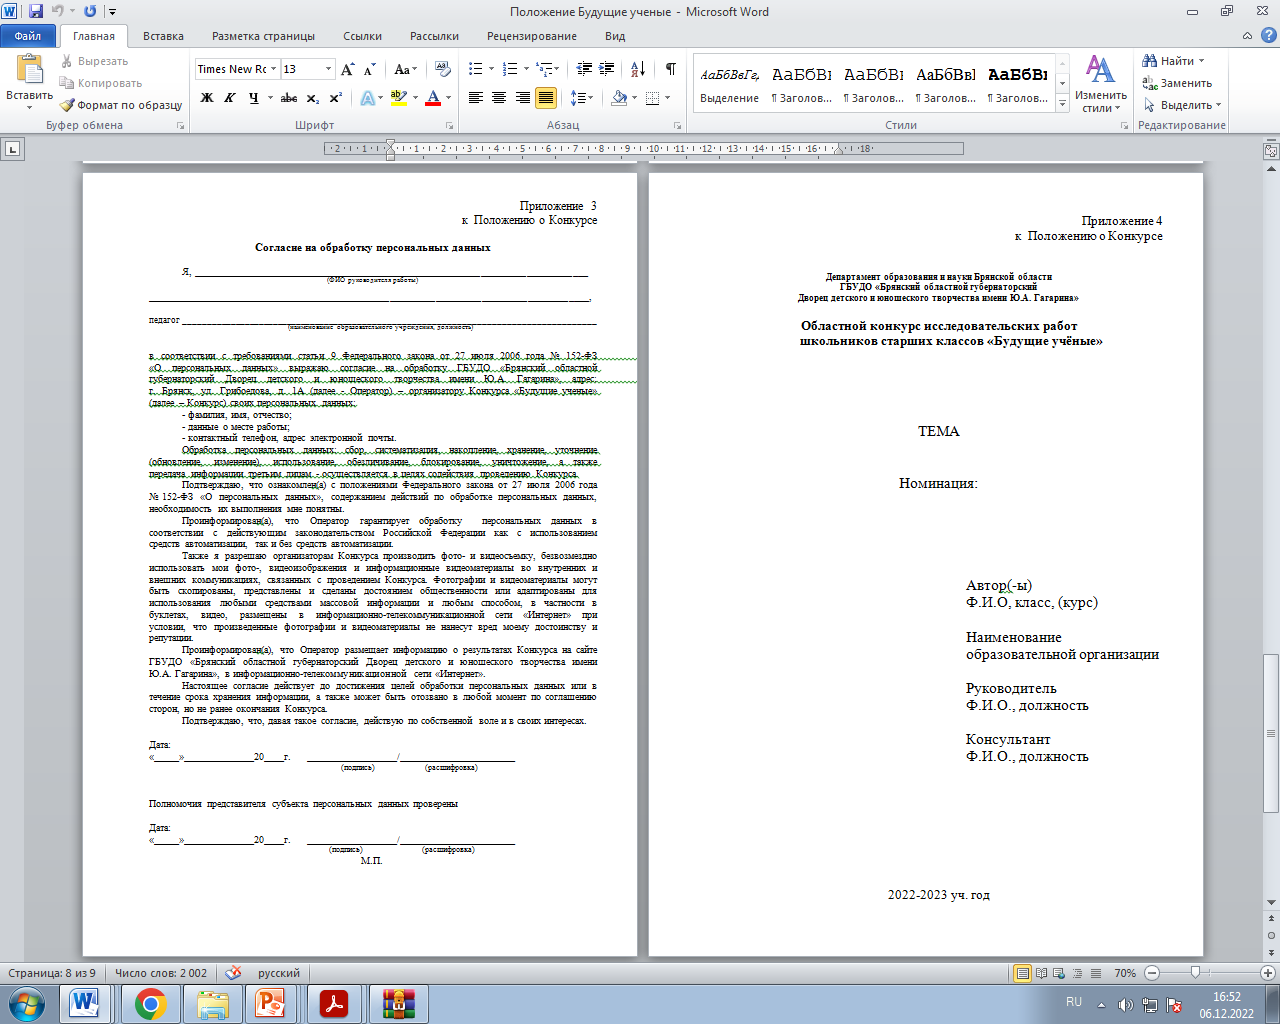 Положение Будущие ученые - Microsoft Word
Файл
Главная
Вставка
Разметка страницы
Ссылки
Рассылки
Рецензирование
Вид
Вставить
Вырезать
Копировать
Формат по образцу
Буфер обмена
Times New Ro
13
Шрифт
Абзац
АаБбВвГг,
Выделение
АаБбВı
¶ Заголов...
АаБбВı
¶ Заголов...
АаБбВвІ
¶ Заголов...
АаБбВı
¶ Заголов...
Стили
Изменить стили
Найти
Заменить
Выделить
Редактирование
Приложение 3
к Положению о Конкурсе
Согласие на обработку персональных данных
Я,
(ФИО руководителя работы)
педагог
(наименование образовательного учреждения, должность)
в соответствии с требованиями статьи 9 Федерального закона от 27 июля 2006 года № 152-ФЗ
«О персональных данных» выражаю согласие на обработку ГБУДО «Брянский областной
губернаторский Дворец детского и юношеского творчества имени Ю.А. Гагарина», адрес:
г. Брянск, ул. Грибоедова, д. 1А (далее - Оператор) – организатору Конкурса «Будущие ученые»
(далее – Конкурс) своих персональных данных:
- фамилия, имя, отчество;
- данные о месте работы;
- контактный телефон, адрес электронной почты.
Обработка персональных данных: сбор, систематизация, накопление, хранение, уточнение
(обновление, изменение), использование, обезличивание, блокирование, уничтожение, а также
передача информации третьим лицам - осуществляется в целях содействия проведению Конкурса.
Подтверждаю, что ознакомлен(а) с положениями Федерального закона от 27 июля 2006 года
№ 152-ФЗ «О персональных данных», содержанием действий по обработке персональных данных,
необходимость их выполнения мне понятны.
Проинформирован(а), что Оператор гарантирует обработку персональных данных в
соответствии с действующим законодательством Российской Федерации как с использованием
средств автоматизации, так и без средств автоматизации.
Также я разрешаю организаторам Конкурса производить фото- и видеосъемку, безвозмездно
использовать мои фото-, видеоизображения и информационные видеоматериалы во внутренних и
внешних коммуникациях, связанных с проведением Конкурса. Фотографии и видеоматериалы могут
быть скопированы, представлены и сделаны достоянием общественности или адаптированы для
использования любыми средствами массовой информации и любым способом, в частности в
буклетах, видео, размещены в информационно-телекоммуникационной сети «Интернет» при
условии, что произведенные фотографии и видеоматериалы не нанесут вред моему достоинству и
репутации.
Проинформирован(а), что Оператор размещает информацию о результатах Конкурса на сайте
ГБУДО «Брянский областной губернаторский Дворец детского и юношеского творчества имени
Ю.А. Гагарина», в информационно-телекоммуникационной сети «Интернет».
Настоящее согласие действует до достижения целей обработки персональных данных или в
течение срока хранения информации, а также может быть отозвано в любой момент по соглашению
сторон, но не ранее окончания Конкурса.
Подтверждаю, что, давая такое согласие, действую по собственной воле и в своих интересах.
Дата:
«_____»______________20____г. __________________/_______________________
(подпись) (расшифровка)
Полномочия представителя субъекта персональных данных проверены
Дата:
«_____»______________20____г. __________________/_______________________
(подпись) (расшифровка)
М.П.
Приложение 4
к Положению о Конкурсе
Департамент образования и науки Брянской области
ГБУДО «Брянский областной губернаторский
Дворец детского и юношеского творчества имени Ю.А. Гагарина»
Областной конкурс исследовательских работ
школьников старших классов «Будущие учёные»
ТЕМА
Номинация:
Автор(-ы)
Ф.И.О, класс, (курс)
Наименование
образовательной организации
Руководитель
Ф.И.О., должность
Консультант
Ф.И.О., должность
2022-2023 уч. год
Страница: 8 из 9
Число слов: 2 002
русский
70%
RU
16:52
06.12.2022